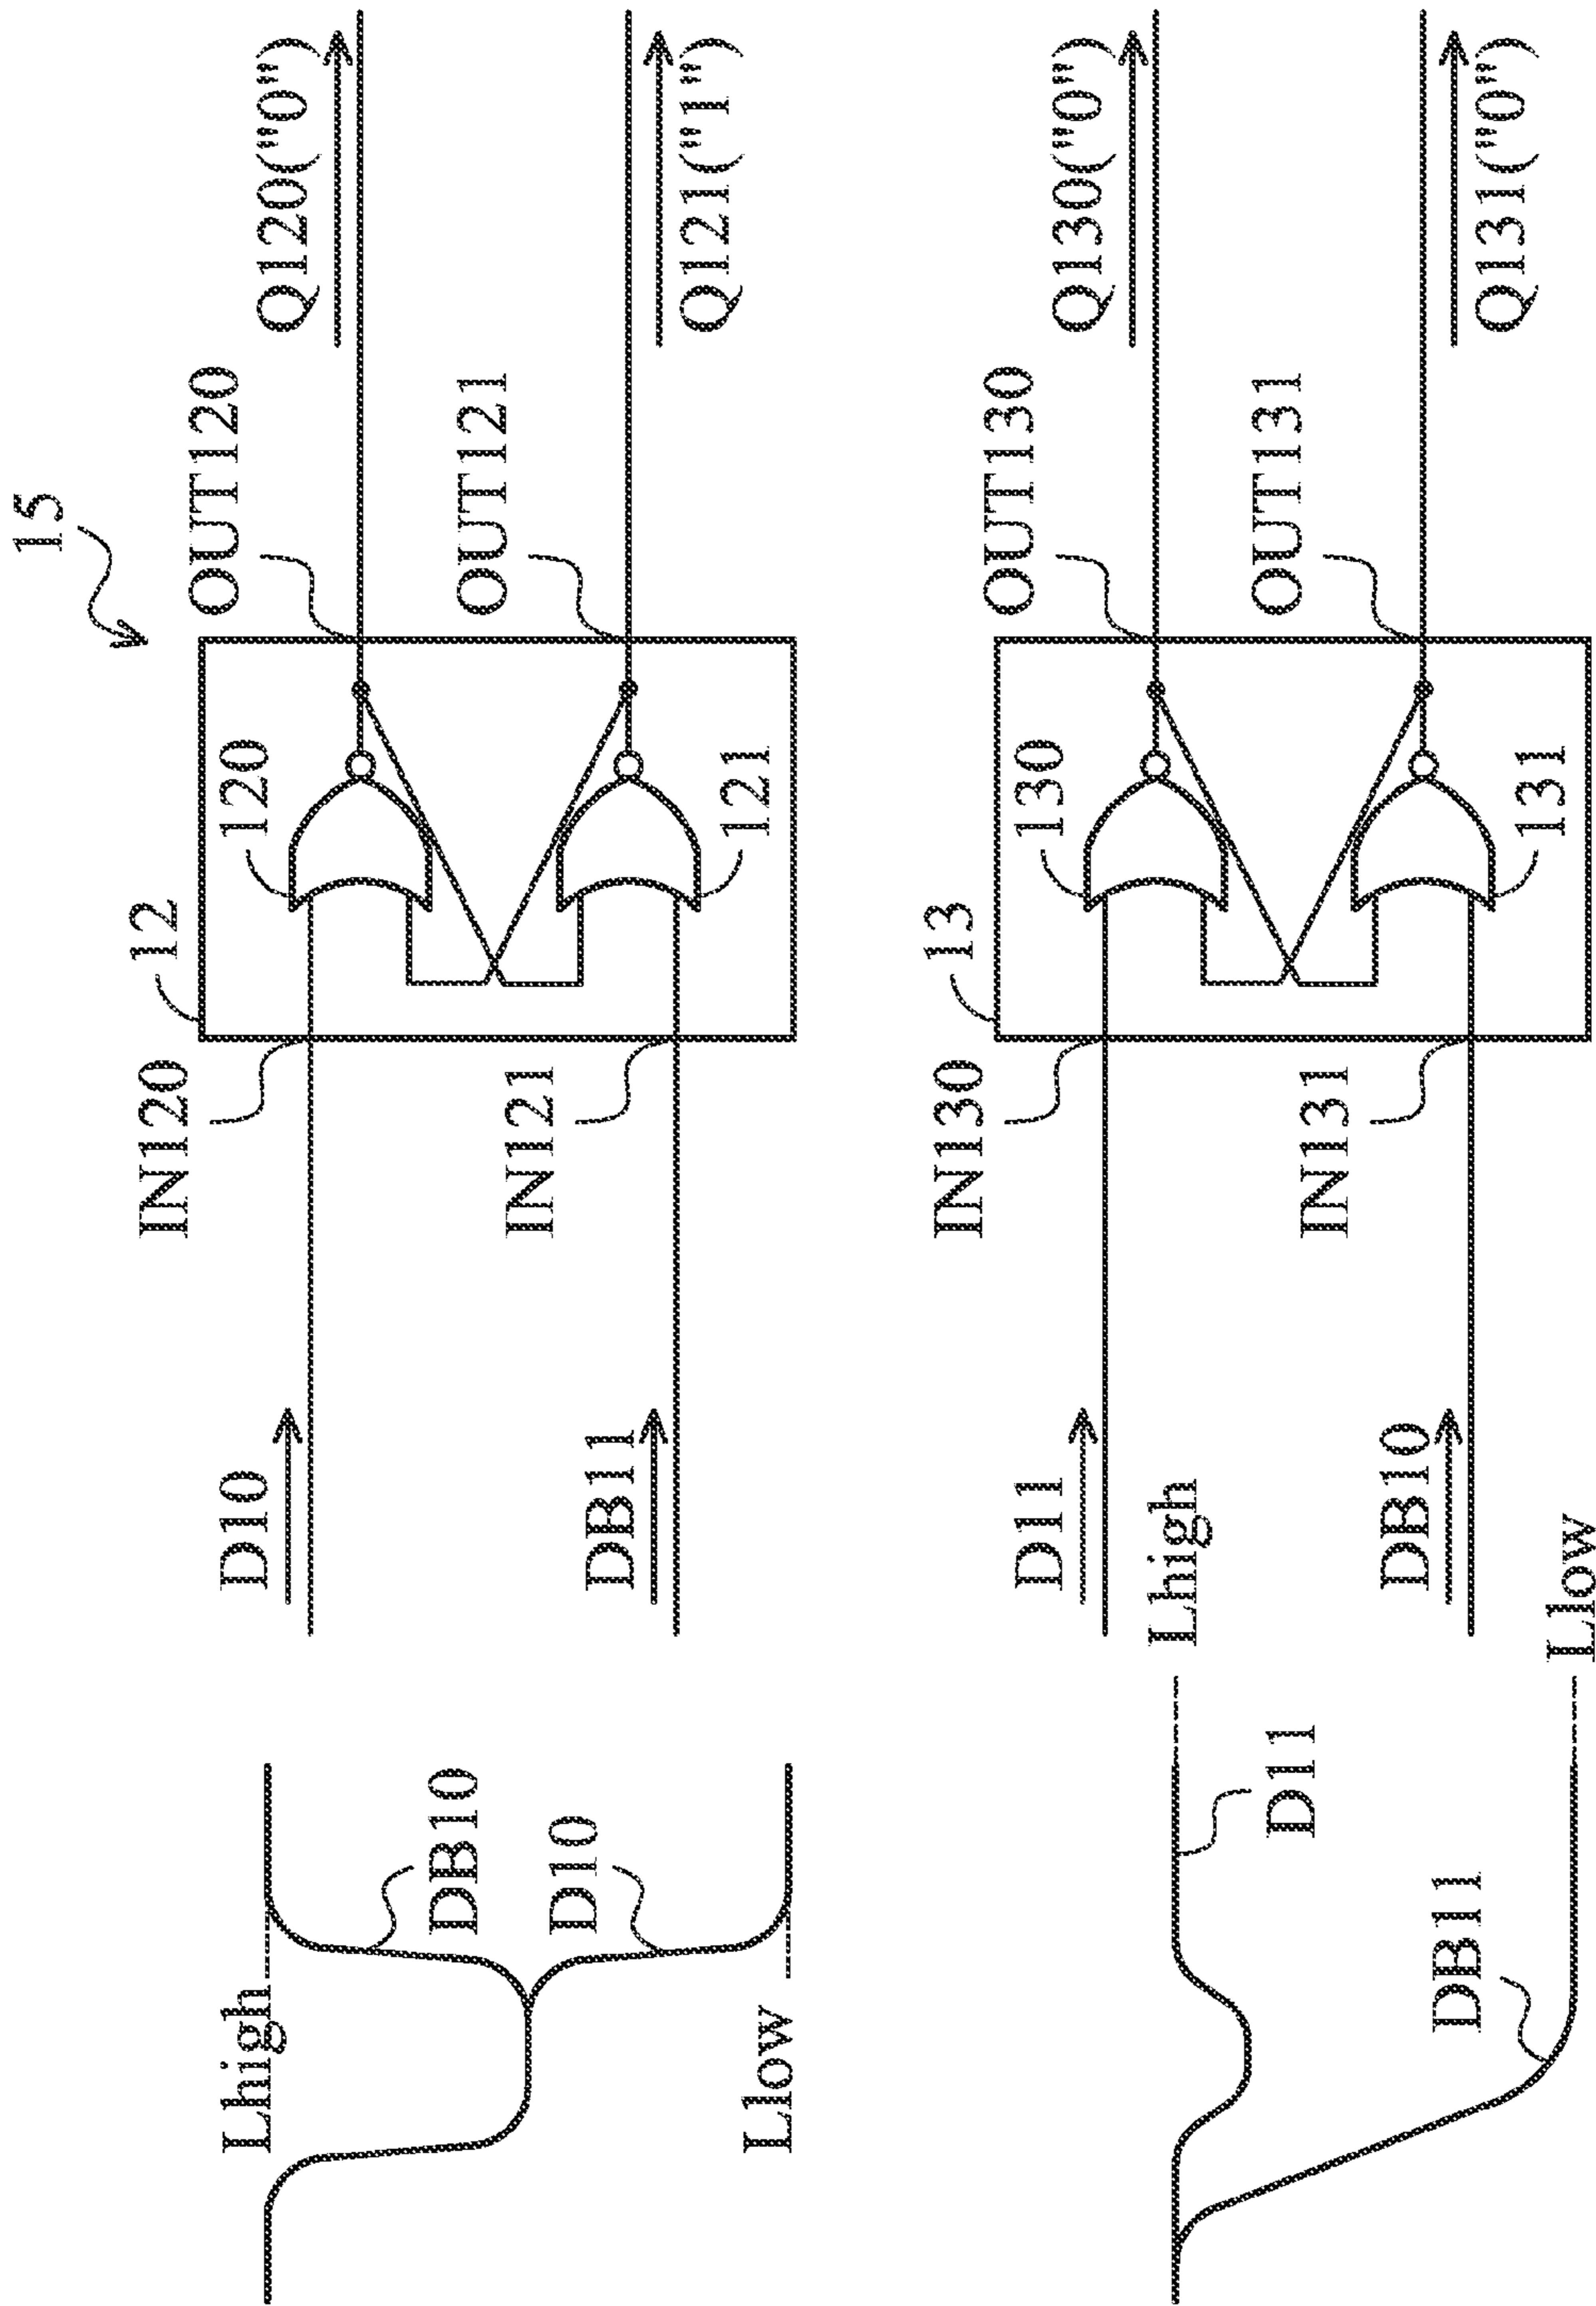 15
12
IN120
D10
120
OUT120
Q120("0")
IN121
DB11
121
OUT121
Q121("1")
Lhigh
DB10
D10
Llow
13
IN130
D11
130
OUT130
Q130("0")
IN131
DB10
131
OUT131
Q131("0")
Lhigh
D11
DB11
Llow